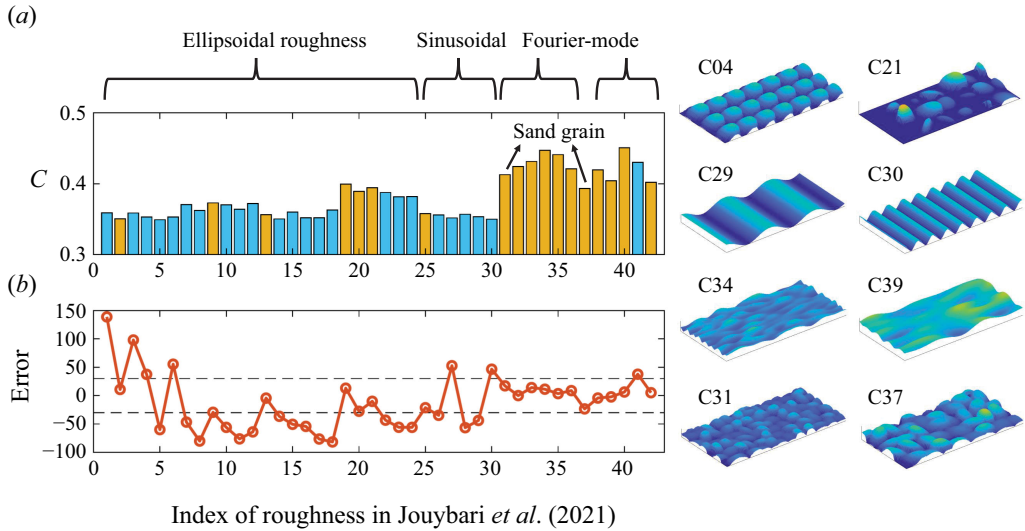 (a)
Ellipsoidal roughness
Sinusoidal
Fourier-mode
0.5
Sand grain
C
0.4
0.3
0 5 10 15 20 25 30 35 40
(b)
150
100
50
Error
0
−50
−100
0 5 10 15 20 25 30 35 40
Index of roughness in Jouybari et al. (2021)
C04 C21
C29 C30
C34 C39
C31 C37